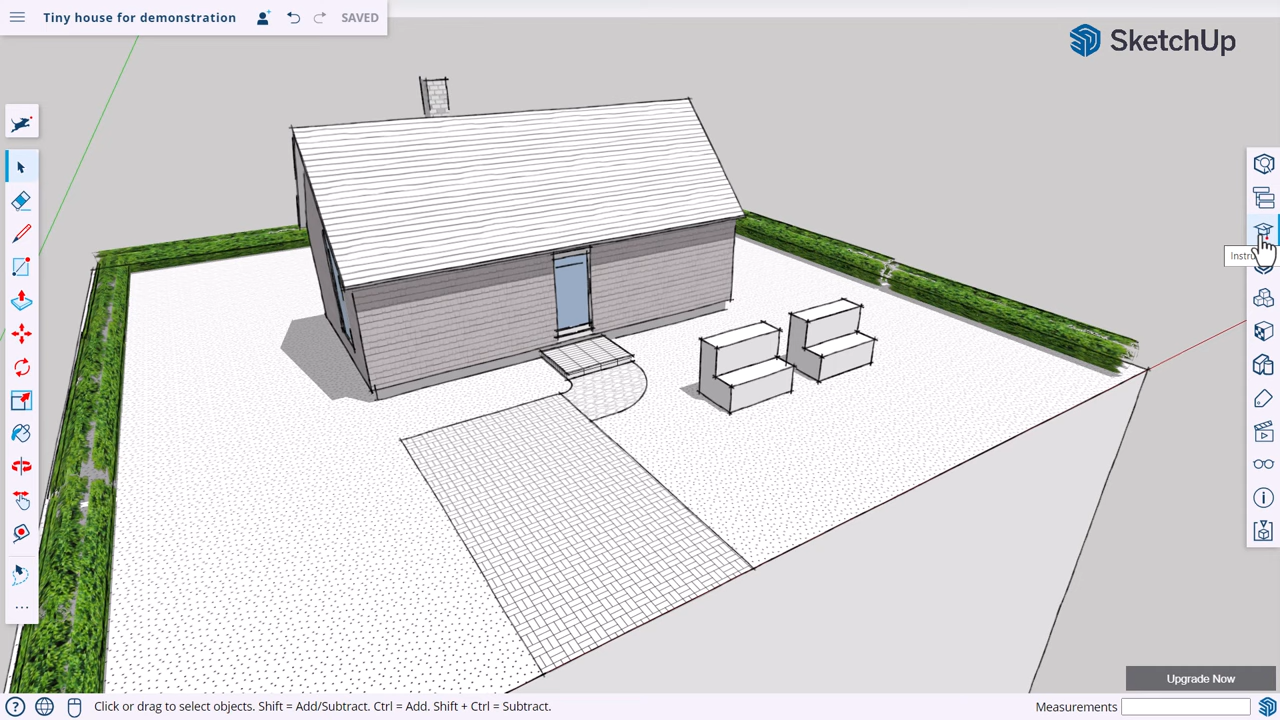 Tiny house for demonstration
SAVED
SketchUp
Upgrade Now
Click or drag to select objects. Shift = Add/Subtract. Ctrl = Add. Shift + Ctrl = Subtract.
Measurements